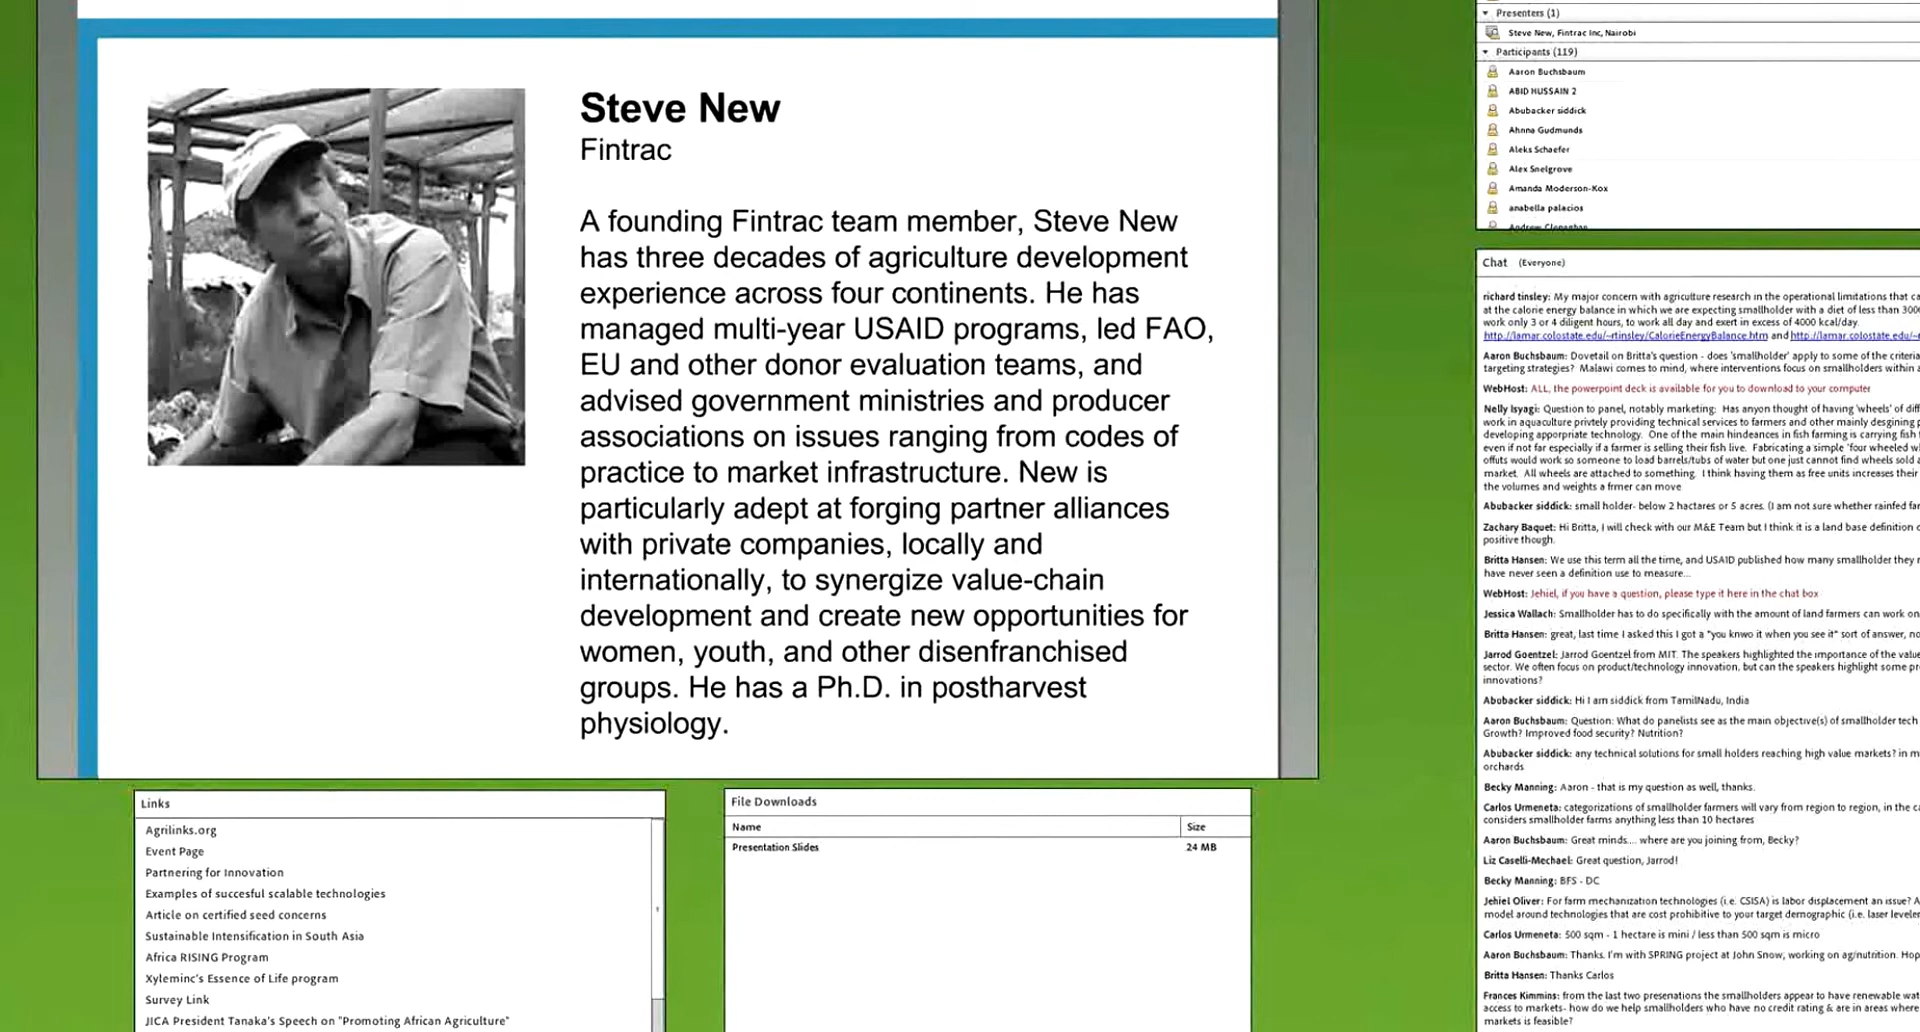 Steve New
Fintrac
A founding Fintrac team member, Steve New
has three decades of agriculture development
experience across four continents. He has
managed multi-year USAID programs, led FAO,
EU and other donor evaluation teams, and
advised government ministries and producer
associations on issues ranging from codes of
practice to market infrastructure. New is
particularly adept at forging partner alliances
with private companies, locally and
internationally, to synergize value-chain
development and create new opportunities for
women, youth, and other disenfranchised
groups. He has a Ph.D. in postharvest
physiology.
Links
Agrilinks.org
Event Page
Partnering for Innovation
Examples of succesful scalable technologies
Article on certified seed concerns
Sustainable Intensification in South Asia
Africa RISING Program
Xyleminc's Essence of Life program
Survey Link
JICA President Tanaka's Speech on "Promoting African Agriculture"
File Downloads
Name Size
Presentation Slides 24 MB
Presenters (1)
Steve New, Fintrac Inc, Nairobi
Participants (119)
Aaron Buchsbaum
ABID HUSSAIN 2
Abubacker siddick
Ahnna Gudmunds
Aleks Schaefer
Alex Snelgrove
Amanda Moderson-Kox
anabella palacios
Chat (Everyone)
richard tinsley: My major concern with agriculture research in the operational limitations that
at the calorie energy balance in which we are expecting smallholder with a diet of less than
work only 3 or 4 diligent hours, to work all day and exert in excess of 4000 kcal/day.
http://lamar.colostate.edu/~rtinsley/CalorieEnergyBalance.htm and http://lamar.colostate.edu/~
Aaron Buchsbaum: Dovetail on Britta's question - does 'smallholder' apply to some of the criteria
targeting strategies? Malawi comes to mind, where interventions focus on smallholders within
WebHost: ALL, the powerpoint deck is available for you to download to your computer
Nelly Isyagi: Question to panel, notably marketing: Has anyon thought of having 'wheels' of
work in aquaculture privtely providing technical services to farmers and other mainly desgining
developing apporpriate technology. One of the main hindeances in fish farming is carrying fish
even if not far especially if a farmer is selling their fish live. Fabricating a simple 'four wheeled
offuts would work so someone to load barrels/tubs of water but one just cannot find wheels sold
market. All wheels are attached to something. I think having them as free units increases their
the volumes and weights a frmer can move
Abubacker siddick: small holder- below 2 hactares or 5 acres. (I am not sure whether rainfed
Zachary Baquet: Hi Britta, I will check with our M&E Team but I think it is a land base definition
positive though.
Britta Hansen: We use this term all the time, and USAID published how many smallholder they
have never seen a definition use to measure...
WebHost: Jehiel, if you have a question, please type it here in the chat box
Jessica Wallach: Smallholder has to do specifically with the amount of land farmers can work on
Britta Hansen: great, last time I asked this I got a "you knwo it when you see it" sort of answer,
Jarrod Goentzel: Jarrod Goentzel from MIT. The speakers highlighted the importance of the value
sector. We often focus on product/technology innovation, but can the speakers highlight some
innovations?
Abubacker siddick: Hi I am siddick from TamilNadu, India
Aaron Buchsbaum: Question: What do panelists see as the main objective(s) of smallholder tech
Growth? Improved food security? Nutrition?
Abubacker siddick: any technical solutions for small holders reaching high value markets? in
orchards
Becky Manning: Aaron - that is my question as well, thanks.
Carlos Urmeneta: categorizations of smallholder farmers will vary from region to region, in the
considers smallholder farms anything less than 10 hectares
Aaron Buchsbaum: Great minds.... where are you joining from, Becky?
Liz Caselli-Mechael: Great question, Jarrod!
Becky Manning: BFS - DC
Jehiel Oliver: For farm mechanization technologies (i.e. CSISA) is labor displacement an issue?
model around technologies that are cost prohibitive to your target demographic (i.e. laser
Carlos Urmeneta: 500 sqm - 1 hectare is mini / less than 500 sqm is micro
Aaron Buchsbaum: Thanks. I'm with SPRING project at John Snow, working on ag/nutrition.
Britta Hansen: Thanks Carlos
Frances Kimmins: from the last two presenations the smallholders appear to have renewable
access to markets- how do we help smallholders who have no credit rating & are in areas where
markets is feasible?